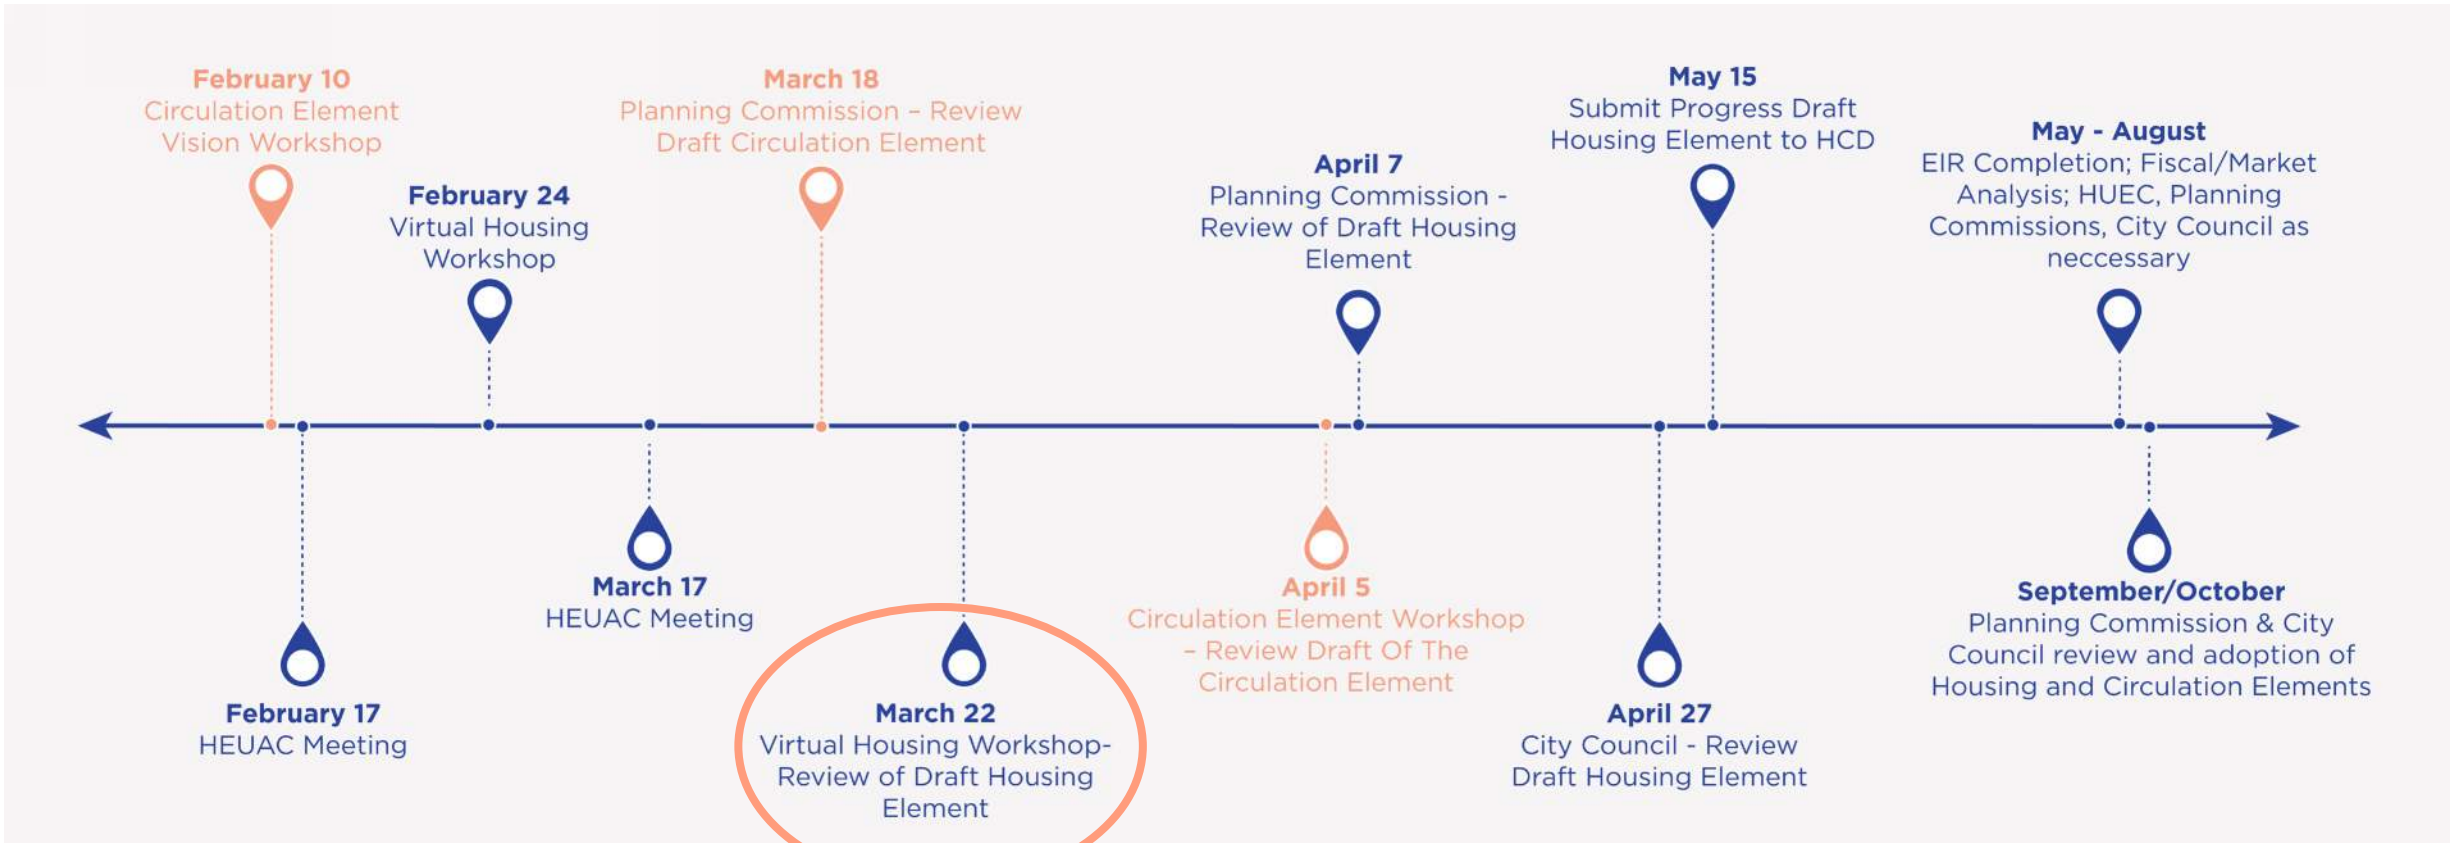 February 10
Circulation Element
Vision Workshop
February 24
Virtual Housing
Workshop
March 18
Planning Commission – Review
Draft Circulation Element
April 7
Planning Commission -
Review of Draft Housing
Element
May 15
Submit Progress Draft
Housing Element to HCD
May - August
EIR Completion; Fiscal/Market
Analysis; HUEC, Planning
Commissions, City Council as
neccessary
February 17
HEUAC Meeting
March 17
HEUAC Meeting
March 22
Virtual Housing Workshop-
Review of Draft Housing
Element
April 5
Circulation Element Workshop
– Review Draft Of The
Circulation Element
April 27
City Council - Review
Draft Housing Element
September/October
Planning Commission & City
Council review and adoption of
Housing and Circulation Elements